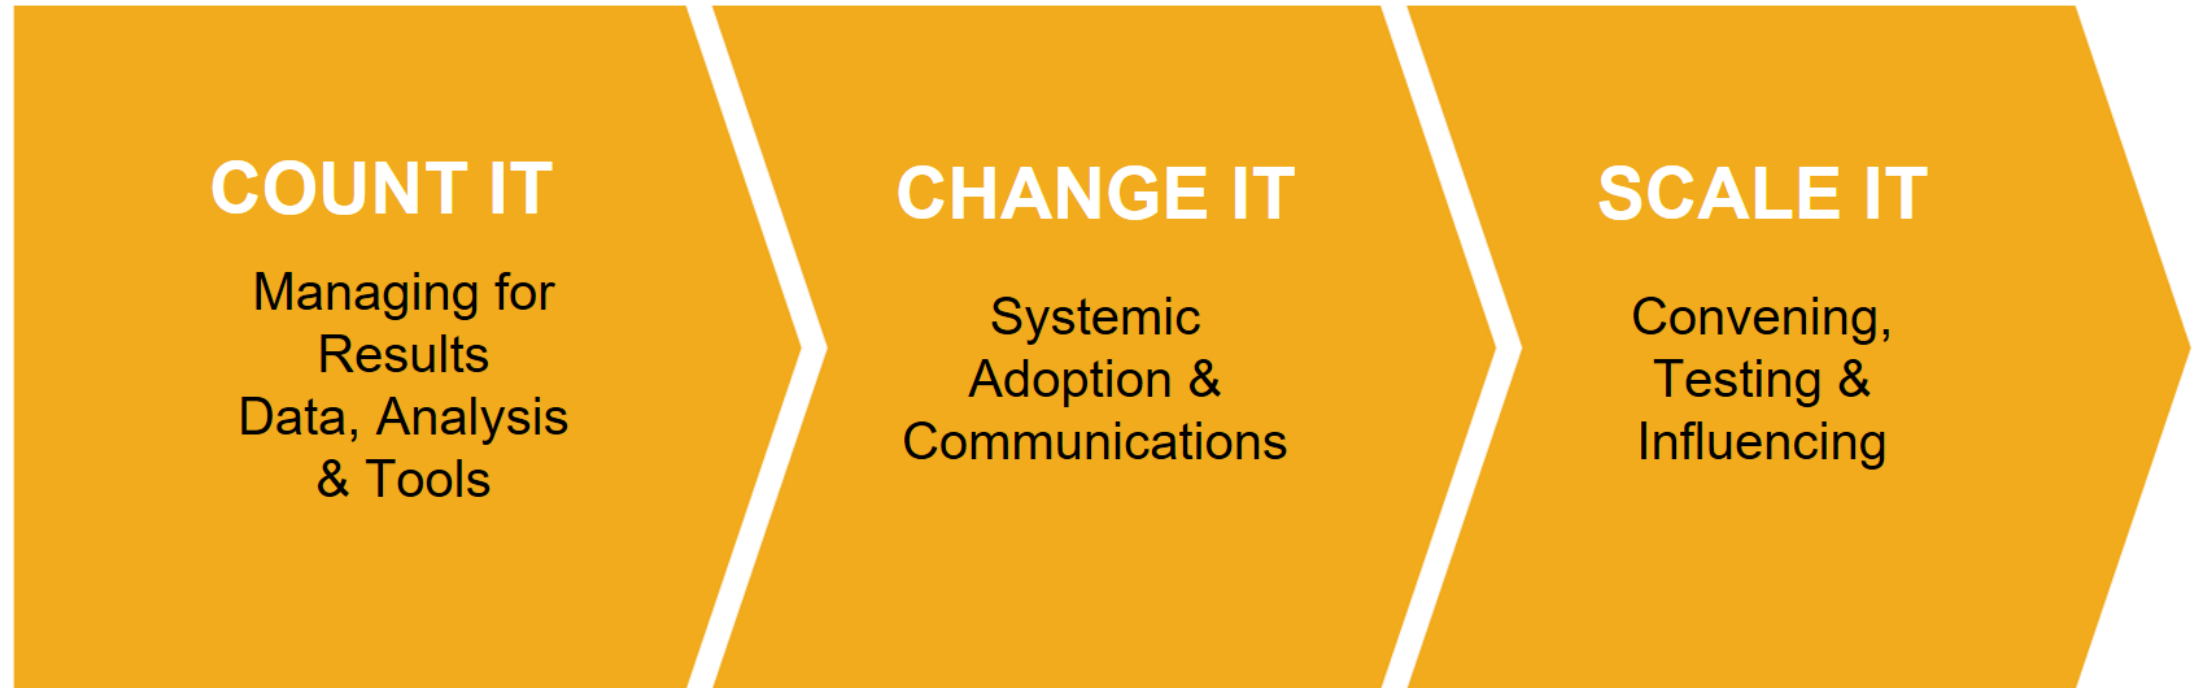 COUNT IT
Managing for
Results
Data, Analysis
& Tools
CHANGE IT
Systemic
Adoption &
Communications
SCALE IT
Convening,
Testing &
Influencing